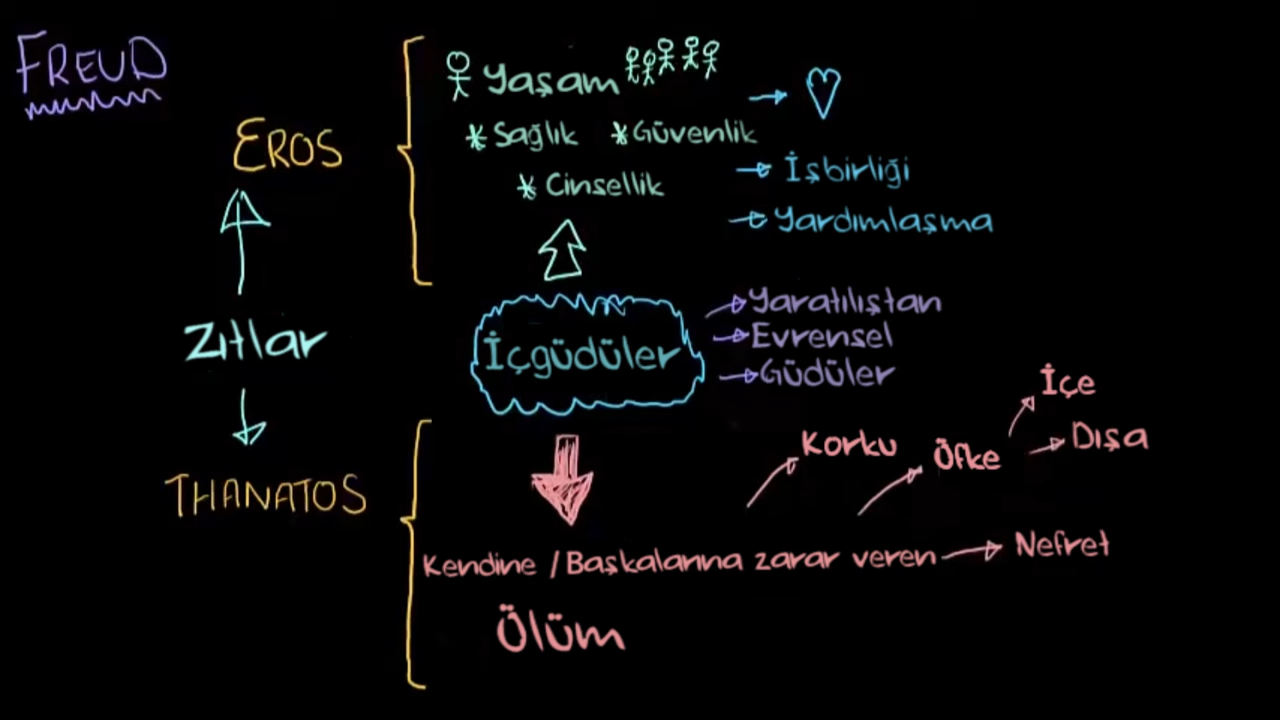 FREUD
EROS
Yaşam
* Sağlık * Güvenlik
* Cinsellik
İşbirliği
Yardımlaşma
Zıtlar
İçgüdüler
Yaratılıştan
Evrensel
Güdüler
THANATOS
Korku
Öfke
İçe
Dışa
Kendine / Başkalarına zarar veren
Nefret
Ölüm